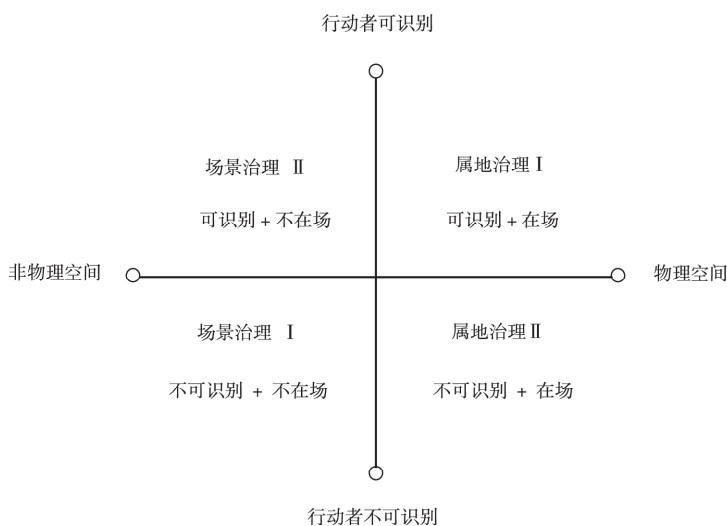 行动者可识别
场景治理 Ⅱ
属地治理Ⅰ
可识别+不在场
可识别+在场
非物理空间
物理空间
场景治理 Ⅰ
属地治理Ⅱ
不可识别 + 不在场
不可识别 + 在场
行动者不可识别